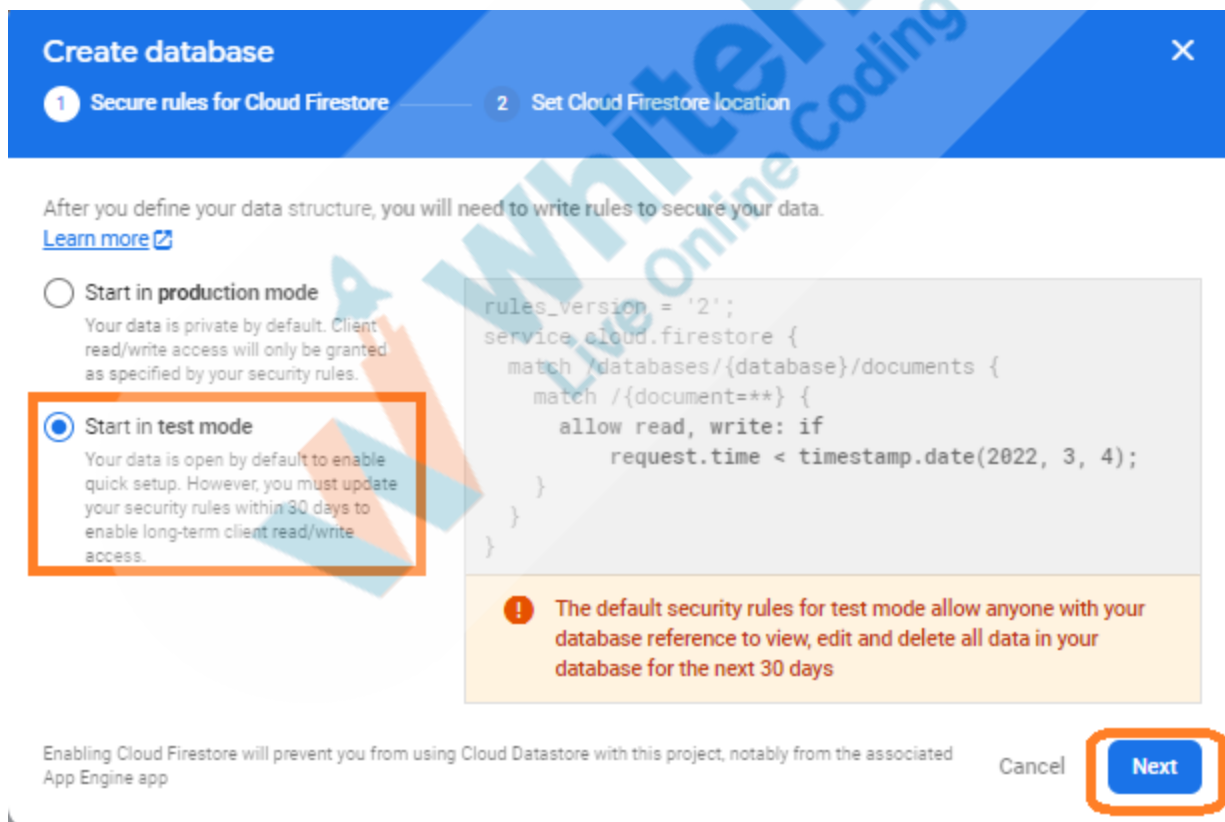 Create database
1 Secure rules for Cloud Firestore 2 Set Cloud Firestore location
After you define your data structure, you will need to write rules to secure your data.
Learn more
Start in production mode
Your data is private by default. Client
read/write access will only be granted
as specified by your security rules.
Start in test mode
Your data is open by default to enable
quick setup. However, you must update
your security rules within 30 days to
enable long-term client read/write
access.
rules_version = '2';
service cloud.firestore {
match /databases/{database}/documents {
match /{document=**} {
allow read, write: if
request.time < timestamp.date(2022, 3, 4);
}
}
}
The default security rules for test mode allow anyone with your
database reference to view, edit and delete all data in your
database for the next 30 days
Enabling Cloud Firestore will prevent you from using Cloud Datastore with this project, notably from the associated
App Engine app
Cancel
Next
Live Online Coding